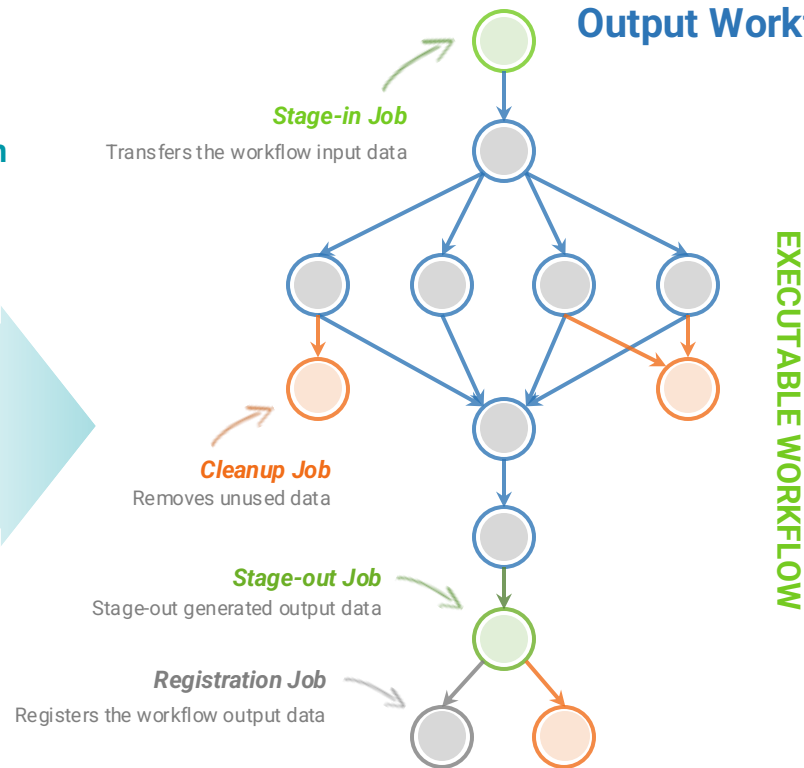 Output
Stage-in Job
Transfers the workflow input data
EXECUTABLE WORKFLOW
Cleanup Job
Removes unused data
Stage-out Job
Stage-out generated output data
Registration Job
Registers the workflow output data